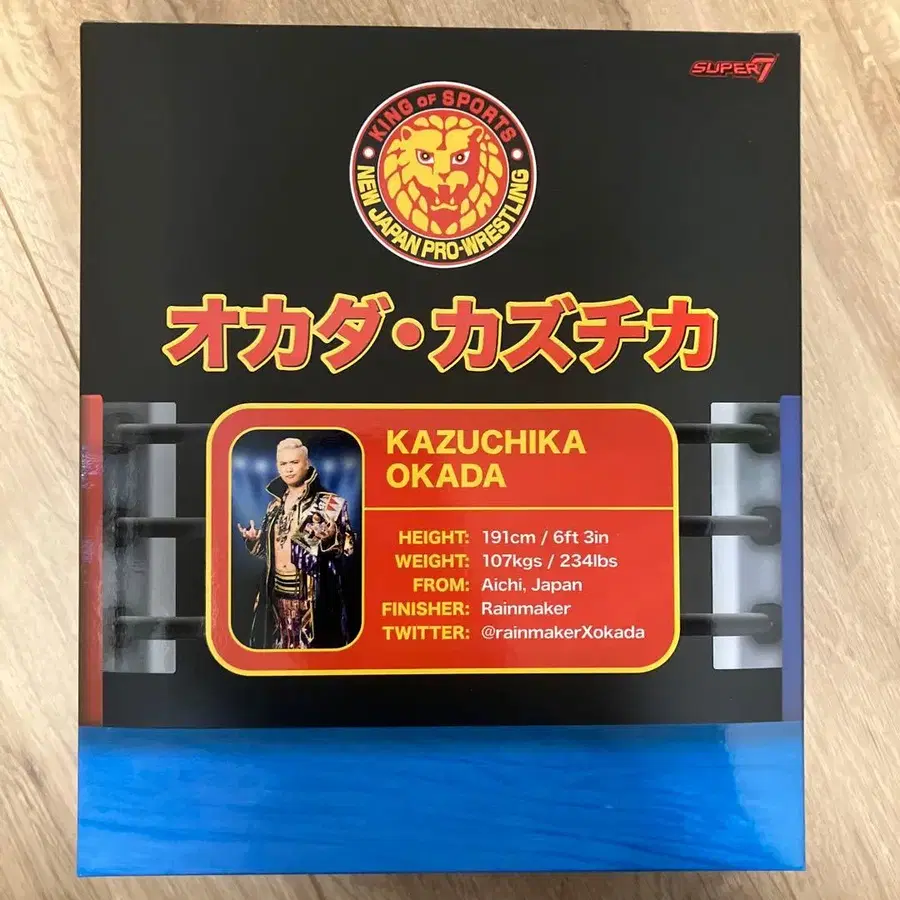 SUPER7
KING OF SPORTS
NEW JAPAN PRO-WRESTLING
オカダ・カズチカ
KAZUCHIKA
OKADA
HEIGHT: 191cm / 6ft 3in
WEIGHT: 107kgs / 234lbs
FROM: Aichi, Japan
FINISHER: Rainmaker
TWITTER: @rainmakerXokada